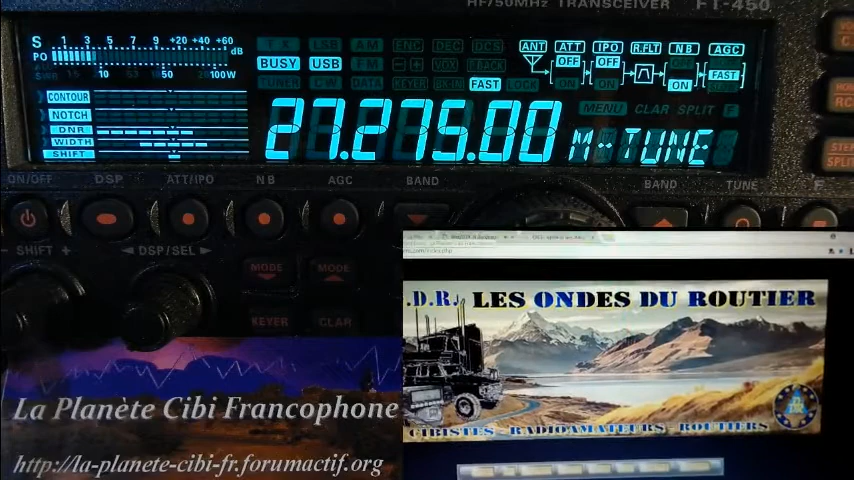 HF/50MHz TRANSCEIVER FT-450
S 1 3 5 7 9 +20 +40 +60 dB
PO
SWR 1.5 10 50 200% 100W
FM LSB AM ENC DEC DCS
BUSY USB FM VOX
TUNER CW DATA KEYER BK-IN FAST LOCK
ANT ATT IPO R.FLT NB AGC
OFF OFF OFF
ON ON ON FAST
MENU CLAR SPLIT
CONTOUR
NOTCH
DNR
WIDTH
SHIFT
27.275.00 M-TUNE
ON/OFF DSP ATT/IPO NB AGC BAND BAND TUNE F
- SHIFT + DSP/SEL
MODE MODE
KEYER CLAR
.D.R. LES ONDES DU ROUTIER
CIBISTES - RADIOAMATEURS - ROUTIERS
La Planète Cibi Francophone
http://la-planete-cibi-fr.forumactif.org